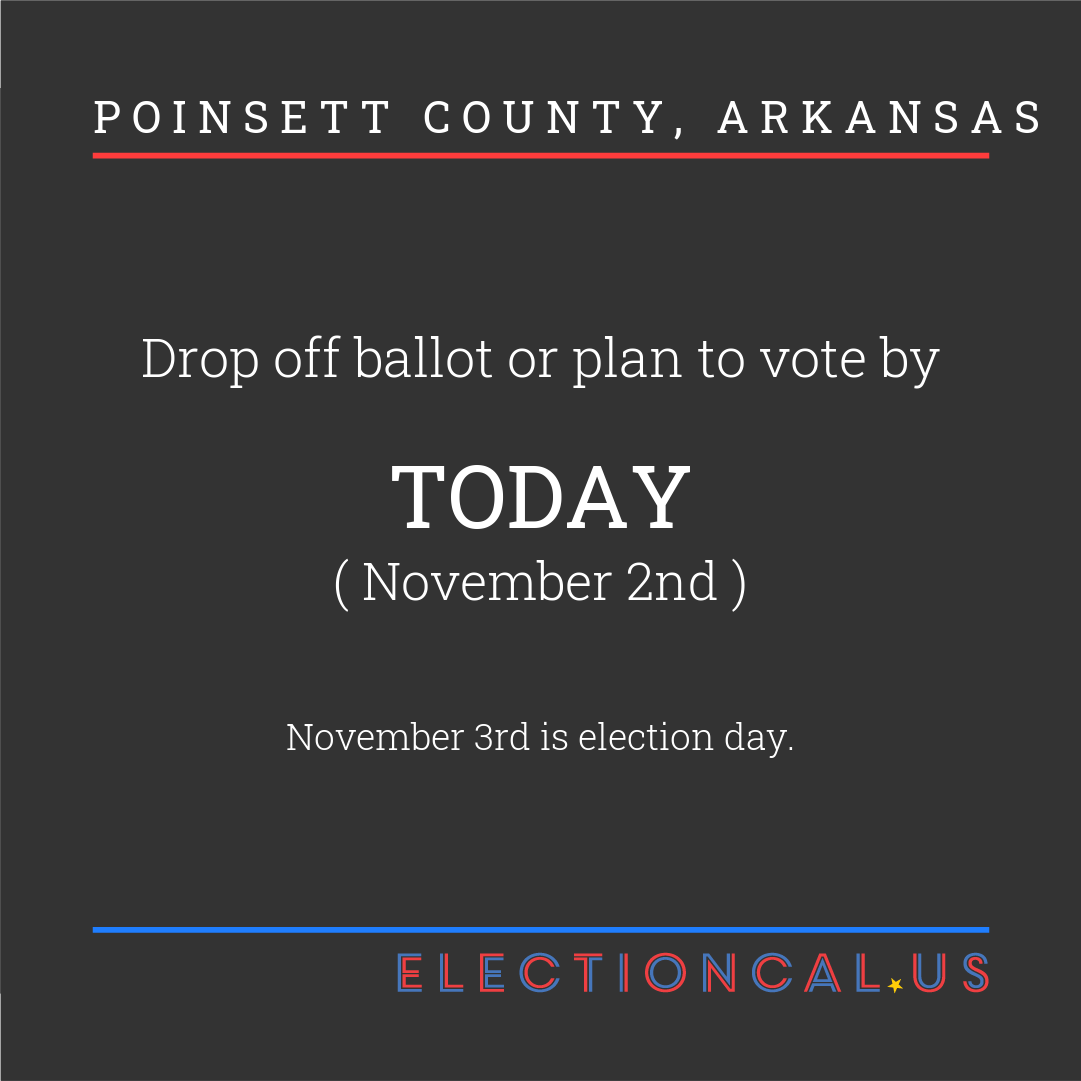 POINSETT COUNTY, ARKANSAS
Drop off ballot or plan to vote by
TODAY
( November 2nd )
November 3rd is election day.
ELECTIONCAL.US